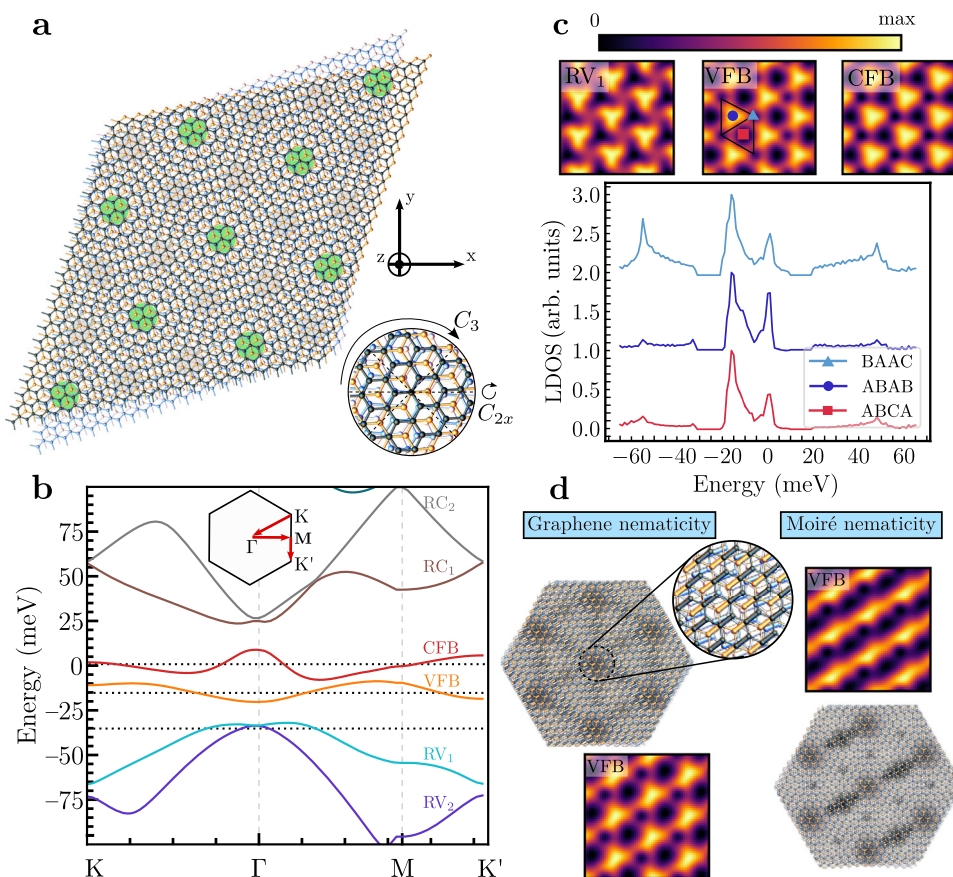 a
y
z
x
C3
C2x
b
Energy (meV)
75
50
25
0
−25
−50
−75
K
M
Γ
K'
RC2
RC1
CFB
VFB
RV1
RV2
K
Γ
M
K'
c
0
max
RV1
VFB
CFB
LDOS (arb. units)
3.0
2.5
2.0
1.5
1.0
0.5
0.0
BAAC
ABAB
ABCA
−60
−40
−20
0
20
40
60
Energy (meV)
d
Graphene nematicity
Moiré nematicity
VFB
VFB